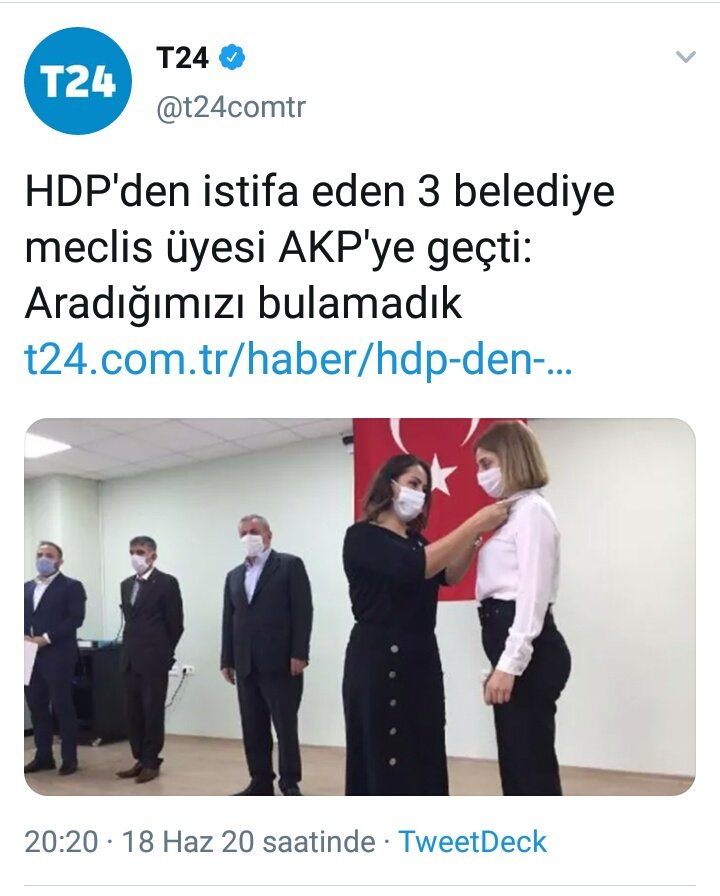 T24
T24
@t24comtr
HDP'den istifa eden 3 belediye
meclis üyesi AKP'ye geçti:
Aradığımızı bulamadık
t24.com.tr/haber/hdp-den-...
20:20 · 18 Haz 20 saatinde · TweetDeck